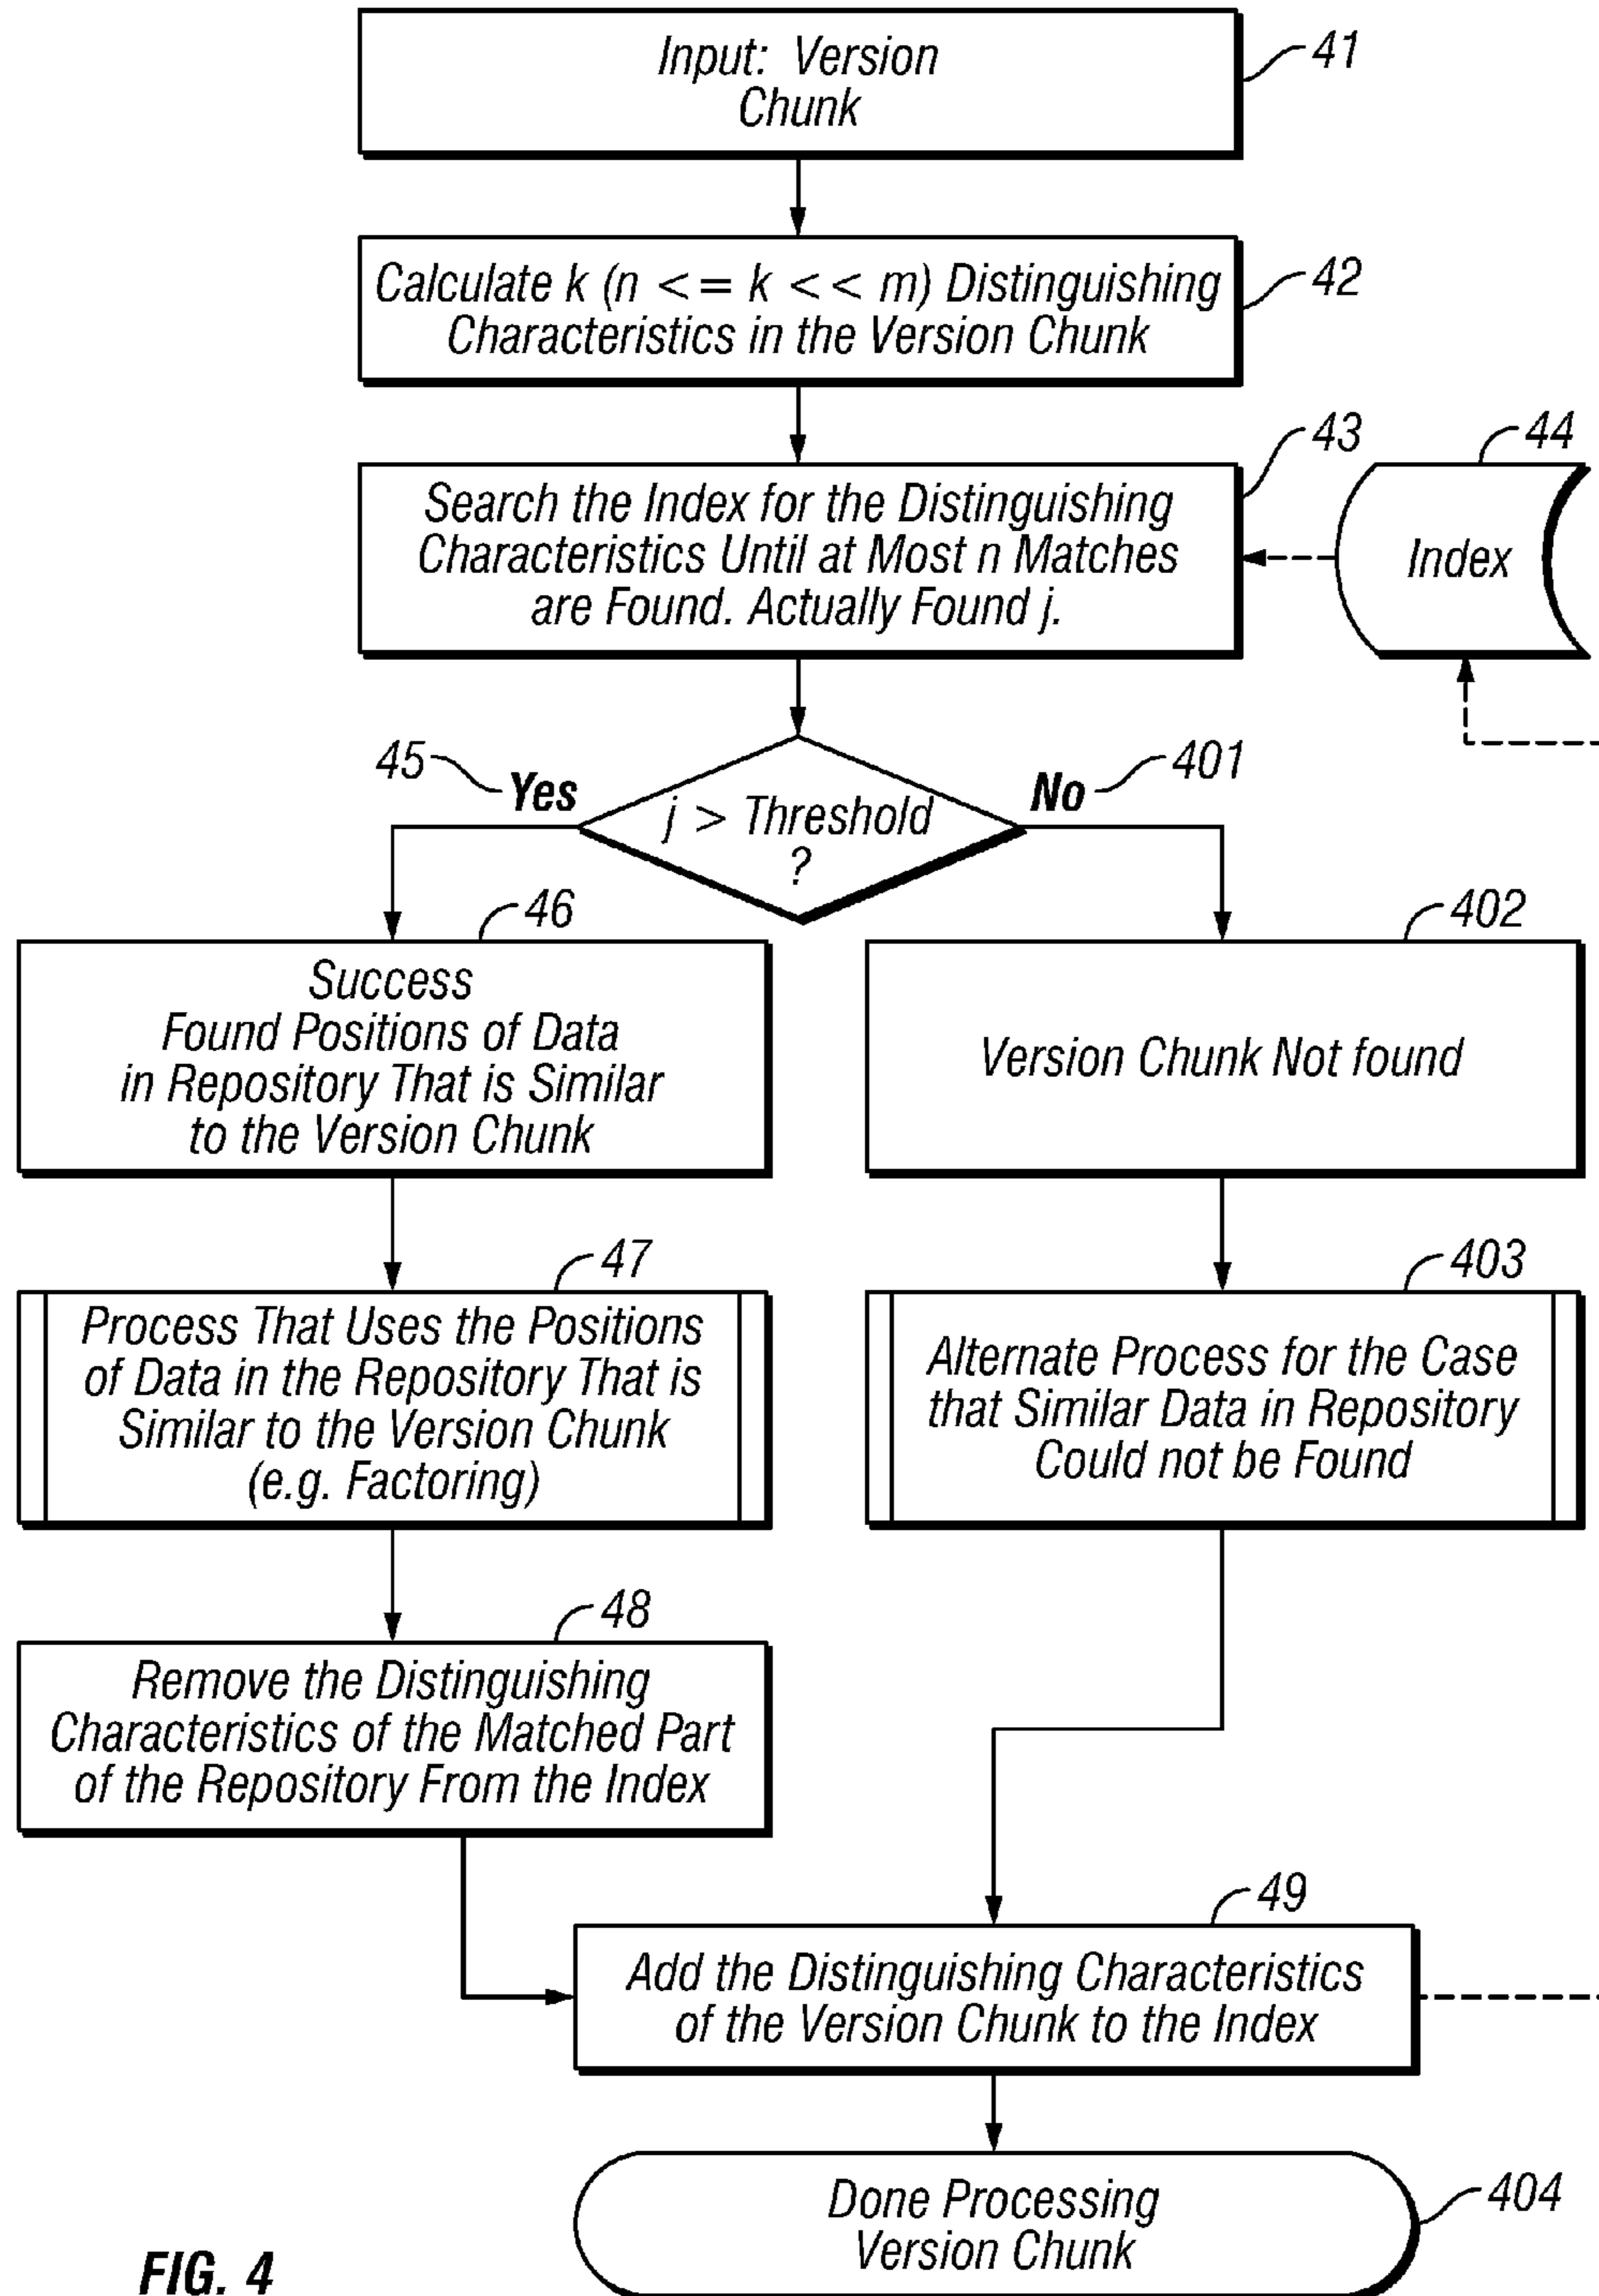 Input: Version
Chunk
41
Calculate k (n <= k << m) Distinguishing
Characteristics in the Version Chunk
42
Search the Index for the Distinguishing
Characteristics Until at Most n Matches
are Found. Actually Found j.
43
44
Index
45
Yes
j > Threshold
?
No
401
46
Success
Found Positions of Data
in Repository That is Similar
to the Version Chunk
402
Version Chunk Not found
47
Process That Uses the Positions
of Data in the Repository That is
Similar to the Version Chunk
(e.g. Factoring)
403
Alternate Process for the Case
that Similar Data in Repository
Could not be Found
48
Remove the Distinguishing
Characteristics of the Matched Part
of the Repository From the Index
49
Add the Distinguishing Characteristics
of the Version Chunk to the Index
Done Processing
Version Chunk
404
FIG. 4